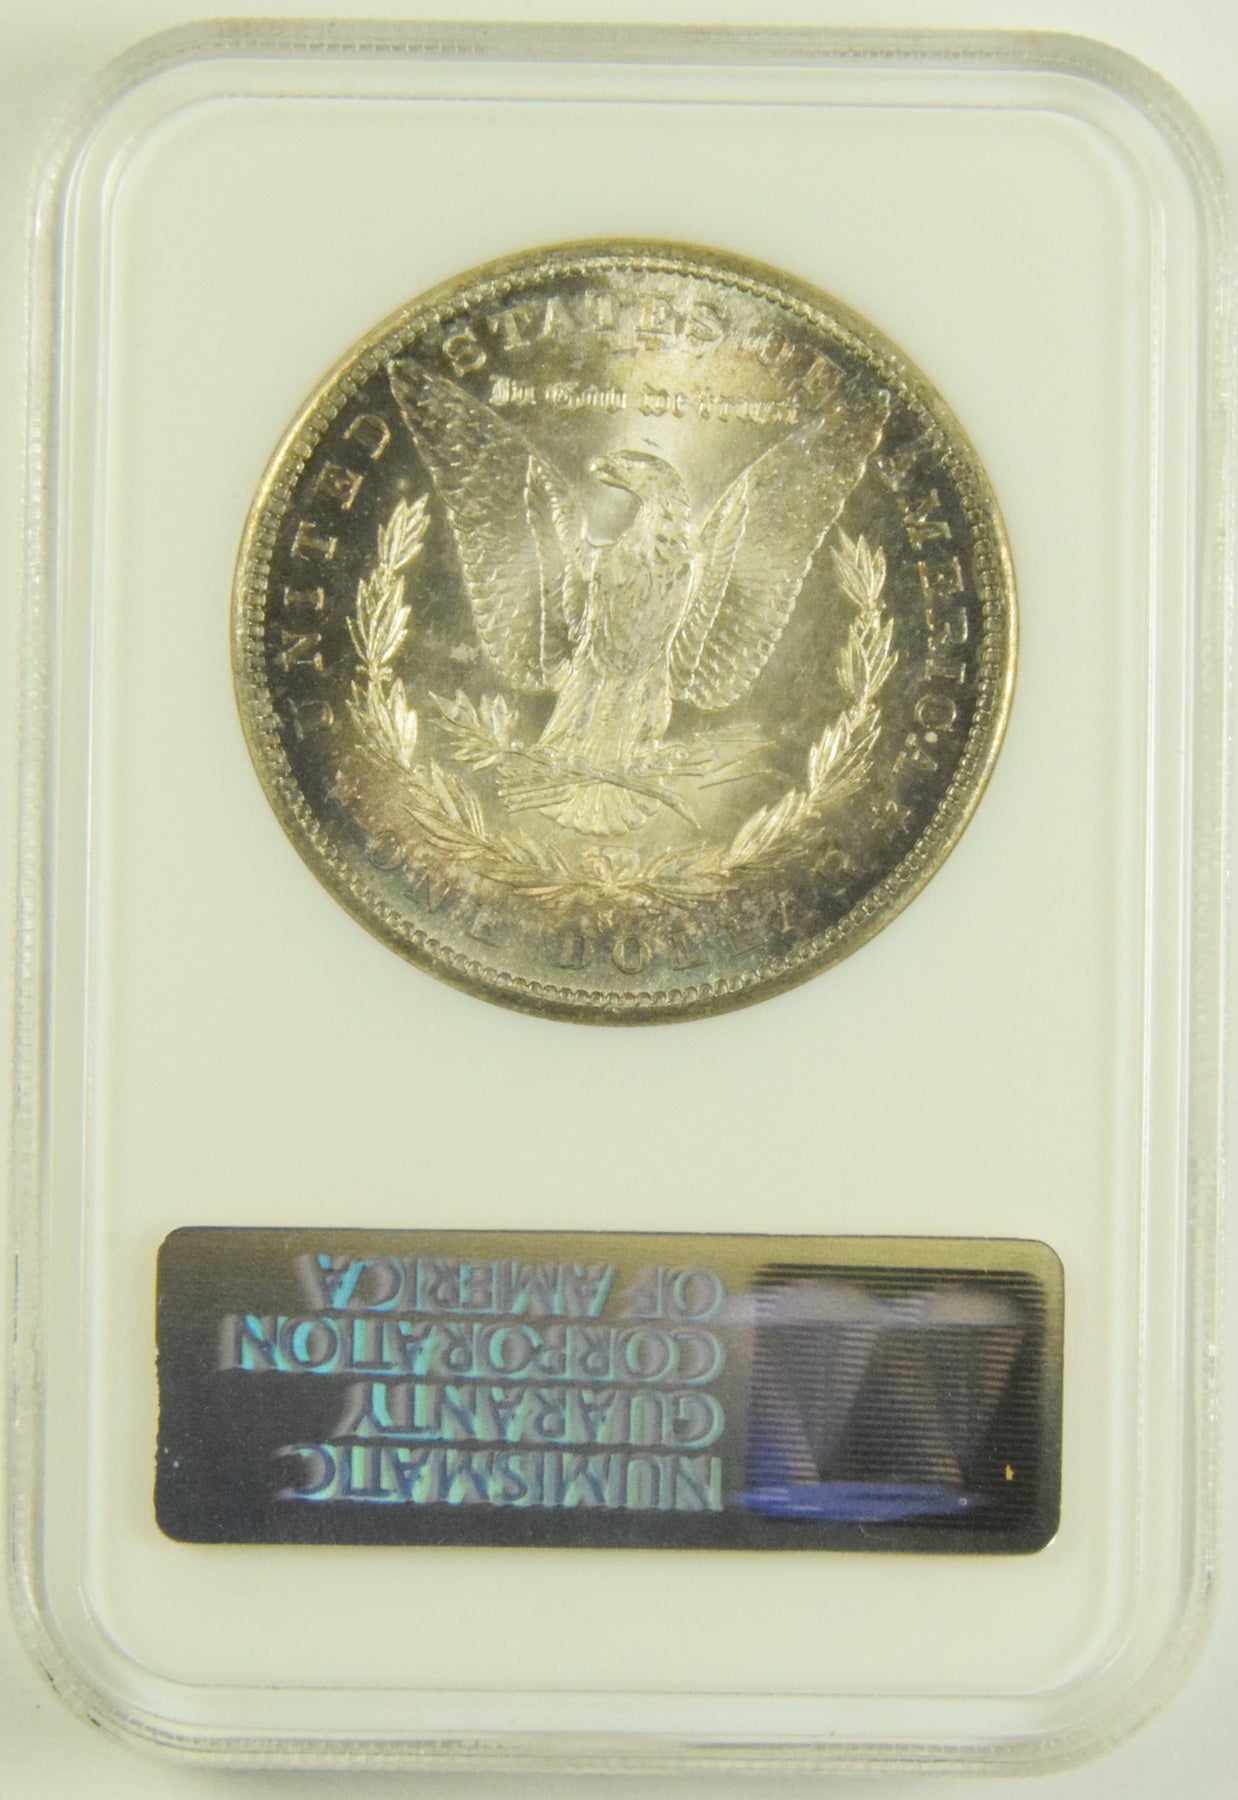 UNITED STATES OF AMERICA
In God we trust
ONE DOLLAR
NUMISMATIC
GUARANTY
CORPORATION
OF AMERICA